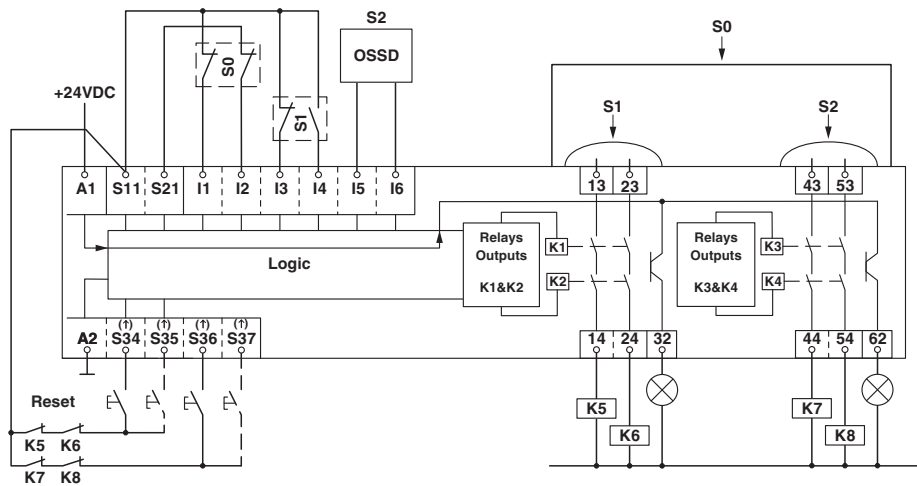 S2
S0
OSSD
S0
+24VDC
S1
S1
S2
A1 S11 S21 I1 I2 I3 I4 I5 I6
13 23
43 53
Relays
Outputs
K1&K2
K1
K2
Relays
Outputs
K3&K4
K3
K4
Logic
(↑) (↑) (↑) (↑)
A2 S34 S35 S36 S37
14 24 32
44 54 62
Reset
K5
K7
K5 K6
K6
K8
K7 K8